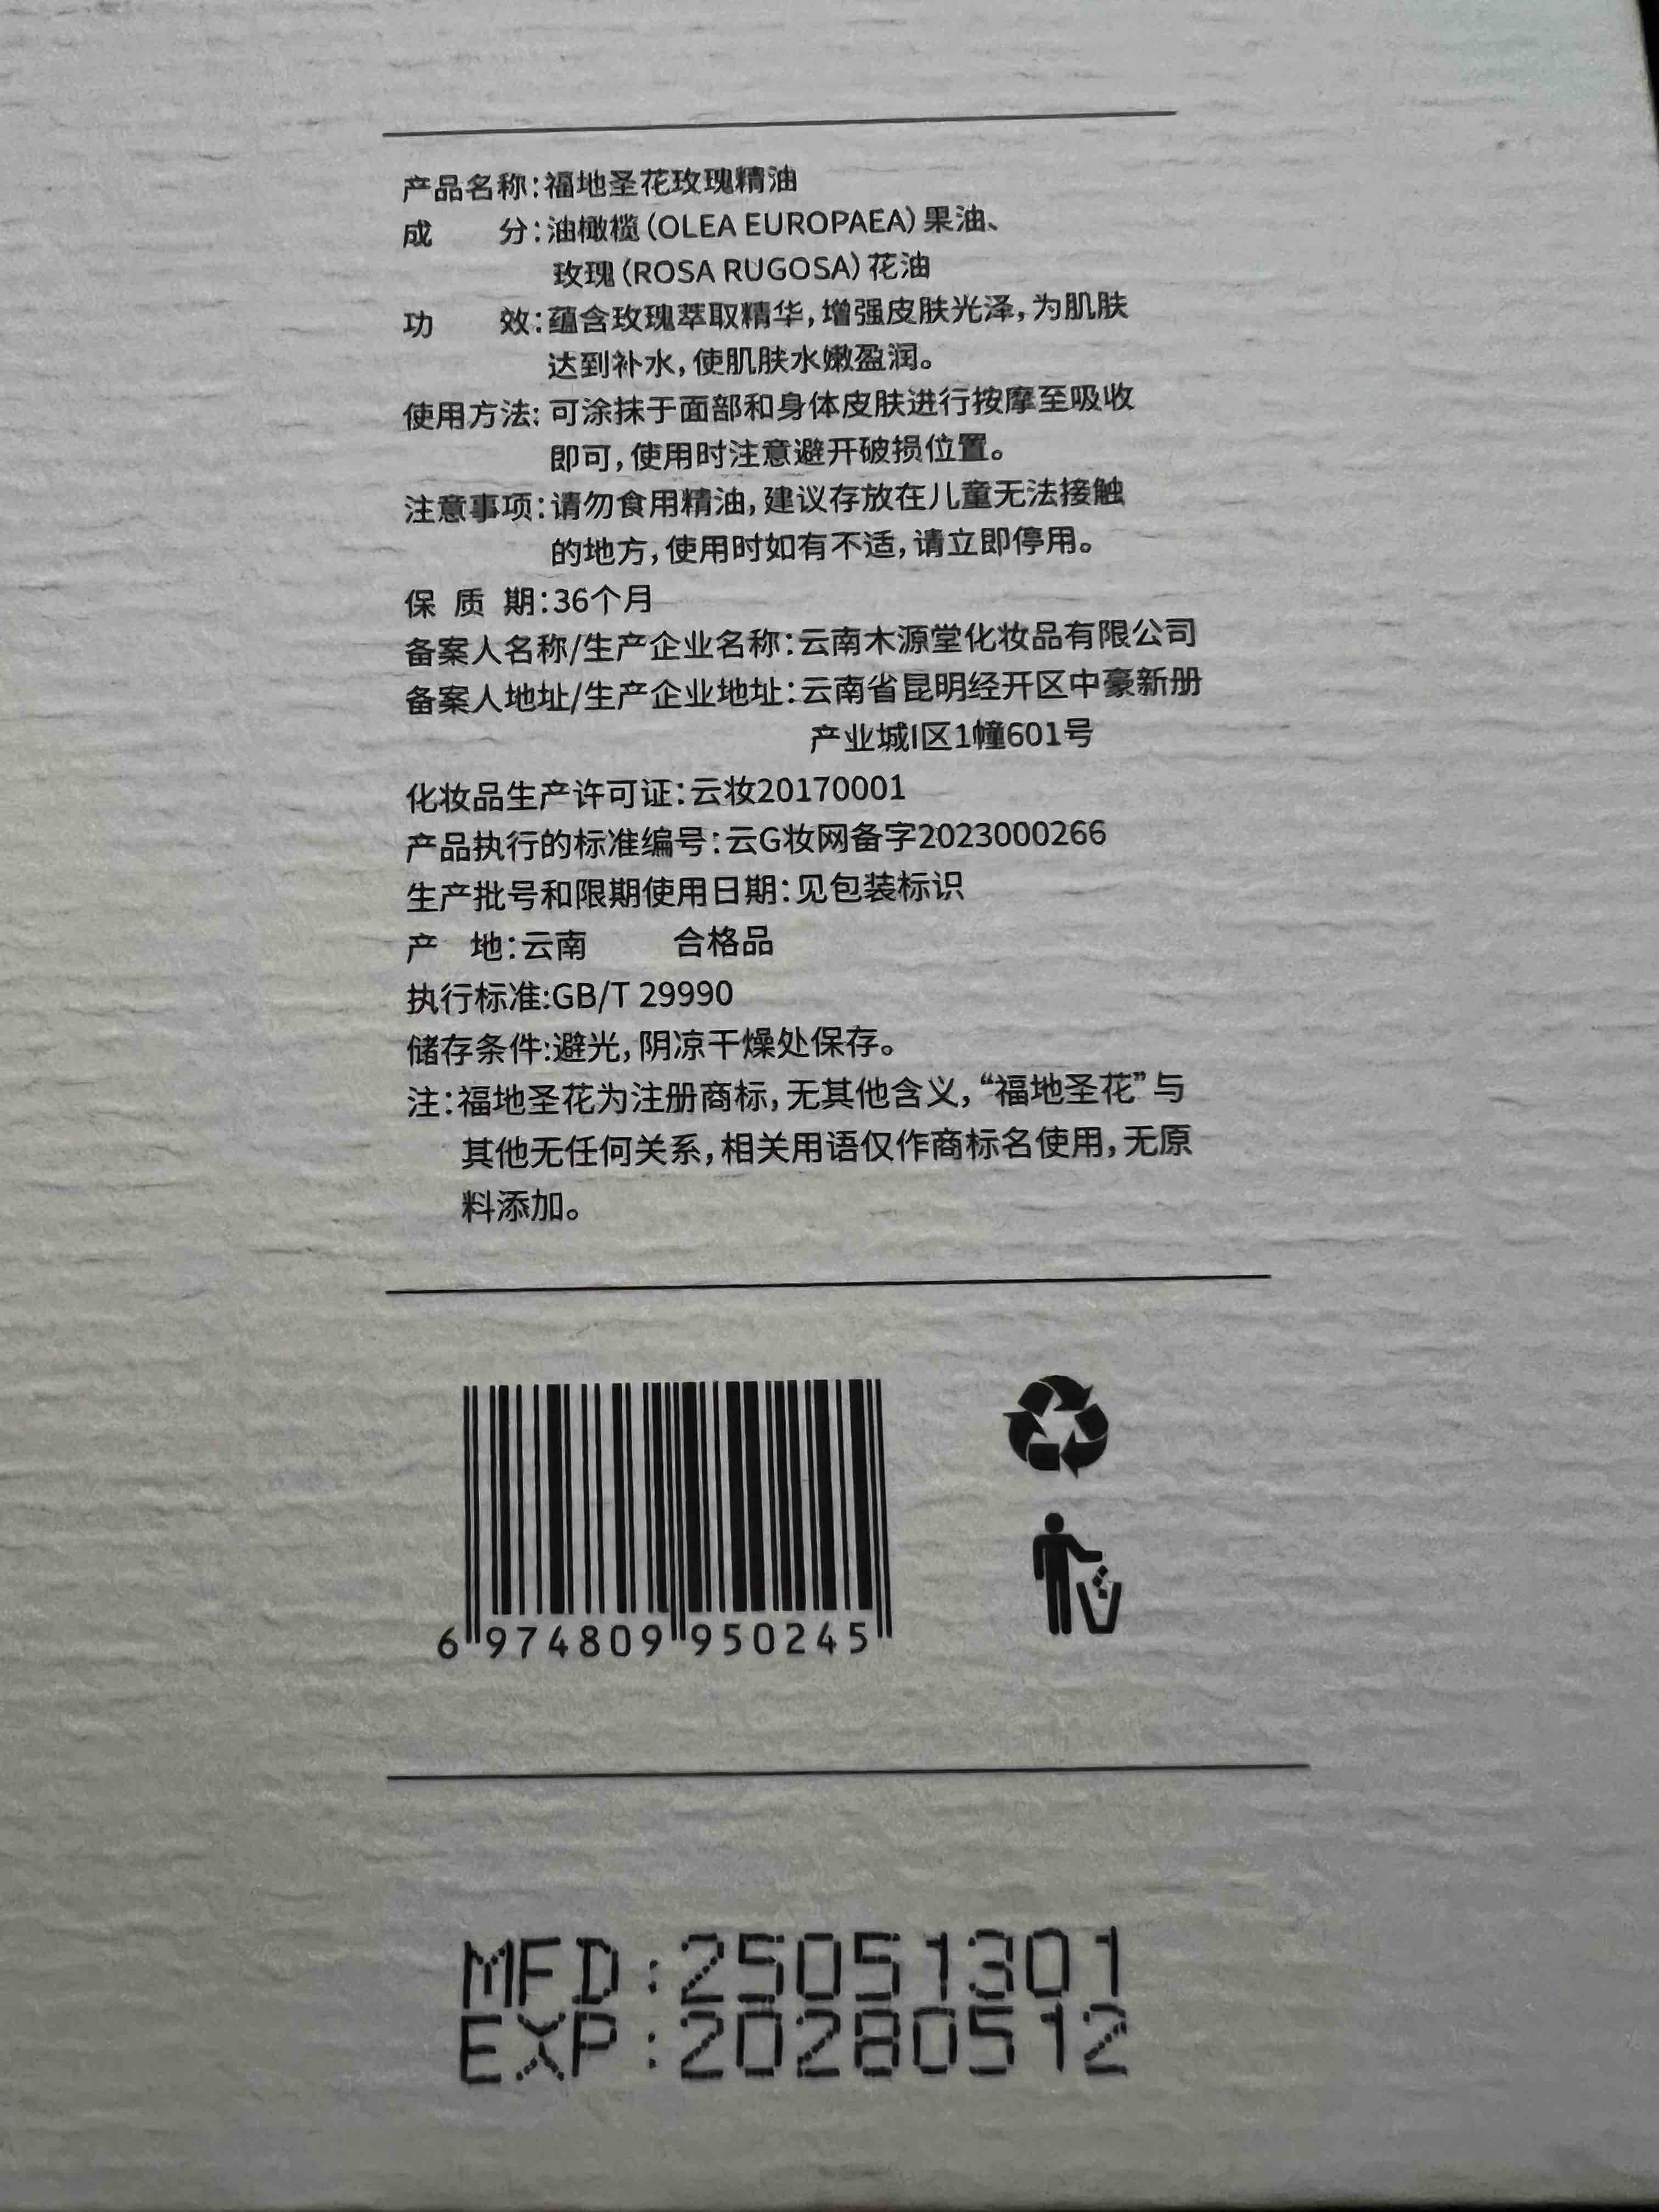 产品名称:福地圣花玫瑰精油
成 分:油橄榄(OLEA EUROPAEA)果油、
玫瑰(ROSA RUGOSA)花油
功 效:蕴含玫瑰萃取精华,增强皮肤光泽,为肌肤
达到补水,使肌肤水嫩盈润。
使用方法:可涂抹于面部和身体皮肤进行按摩至吸收
即可,使用时注意避开破损位置。
注意事项:请勿食用精油,建议存放在儿童无法接触
的地方,使用时如有不适,请立即停用。
保 质 期:36个月
备案人名称/生产企业名称:云南木源堂化妆品有限公司
备案人地址/生产企业地址:云南省昆明经开区中豪新册
产业城I区1幢601号
化妆品生产许可证:云妆20170001
产品执行的标准编号:云G妆网备字2023000266
生产批号和限期使用日期:见包装标识
产 地:云南 合格品
执行标准:GB/T 29990
储存条件:避光,阴凉干燥处保存。
注:福地圣花为注册商标,无其他含义,“福地圣花”与
其他无任何关系,相关用语仅作商标名使用,无原
料添加。
6 974809 950245
MFD:25051301
EXP:20280512